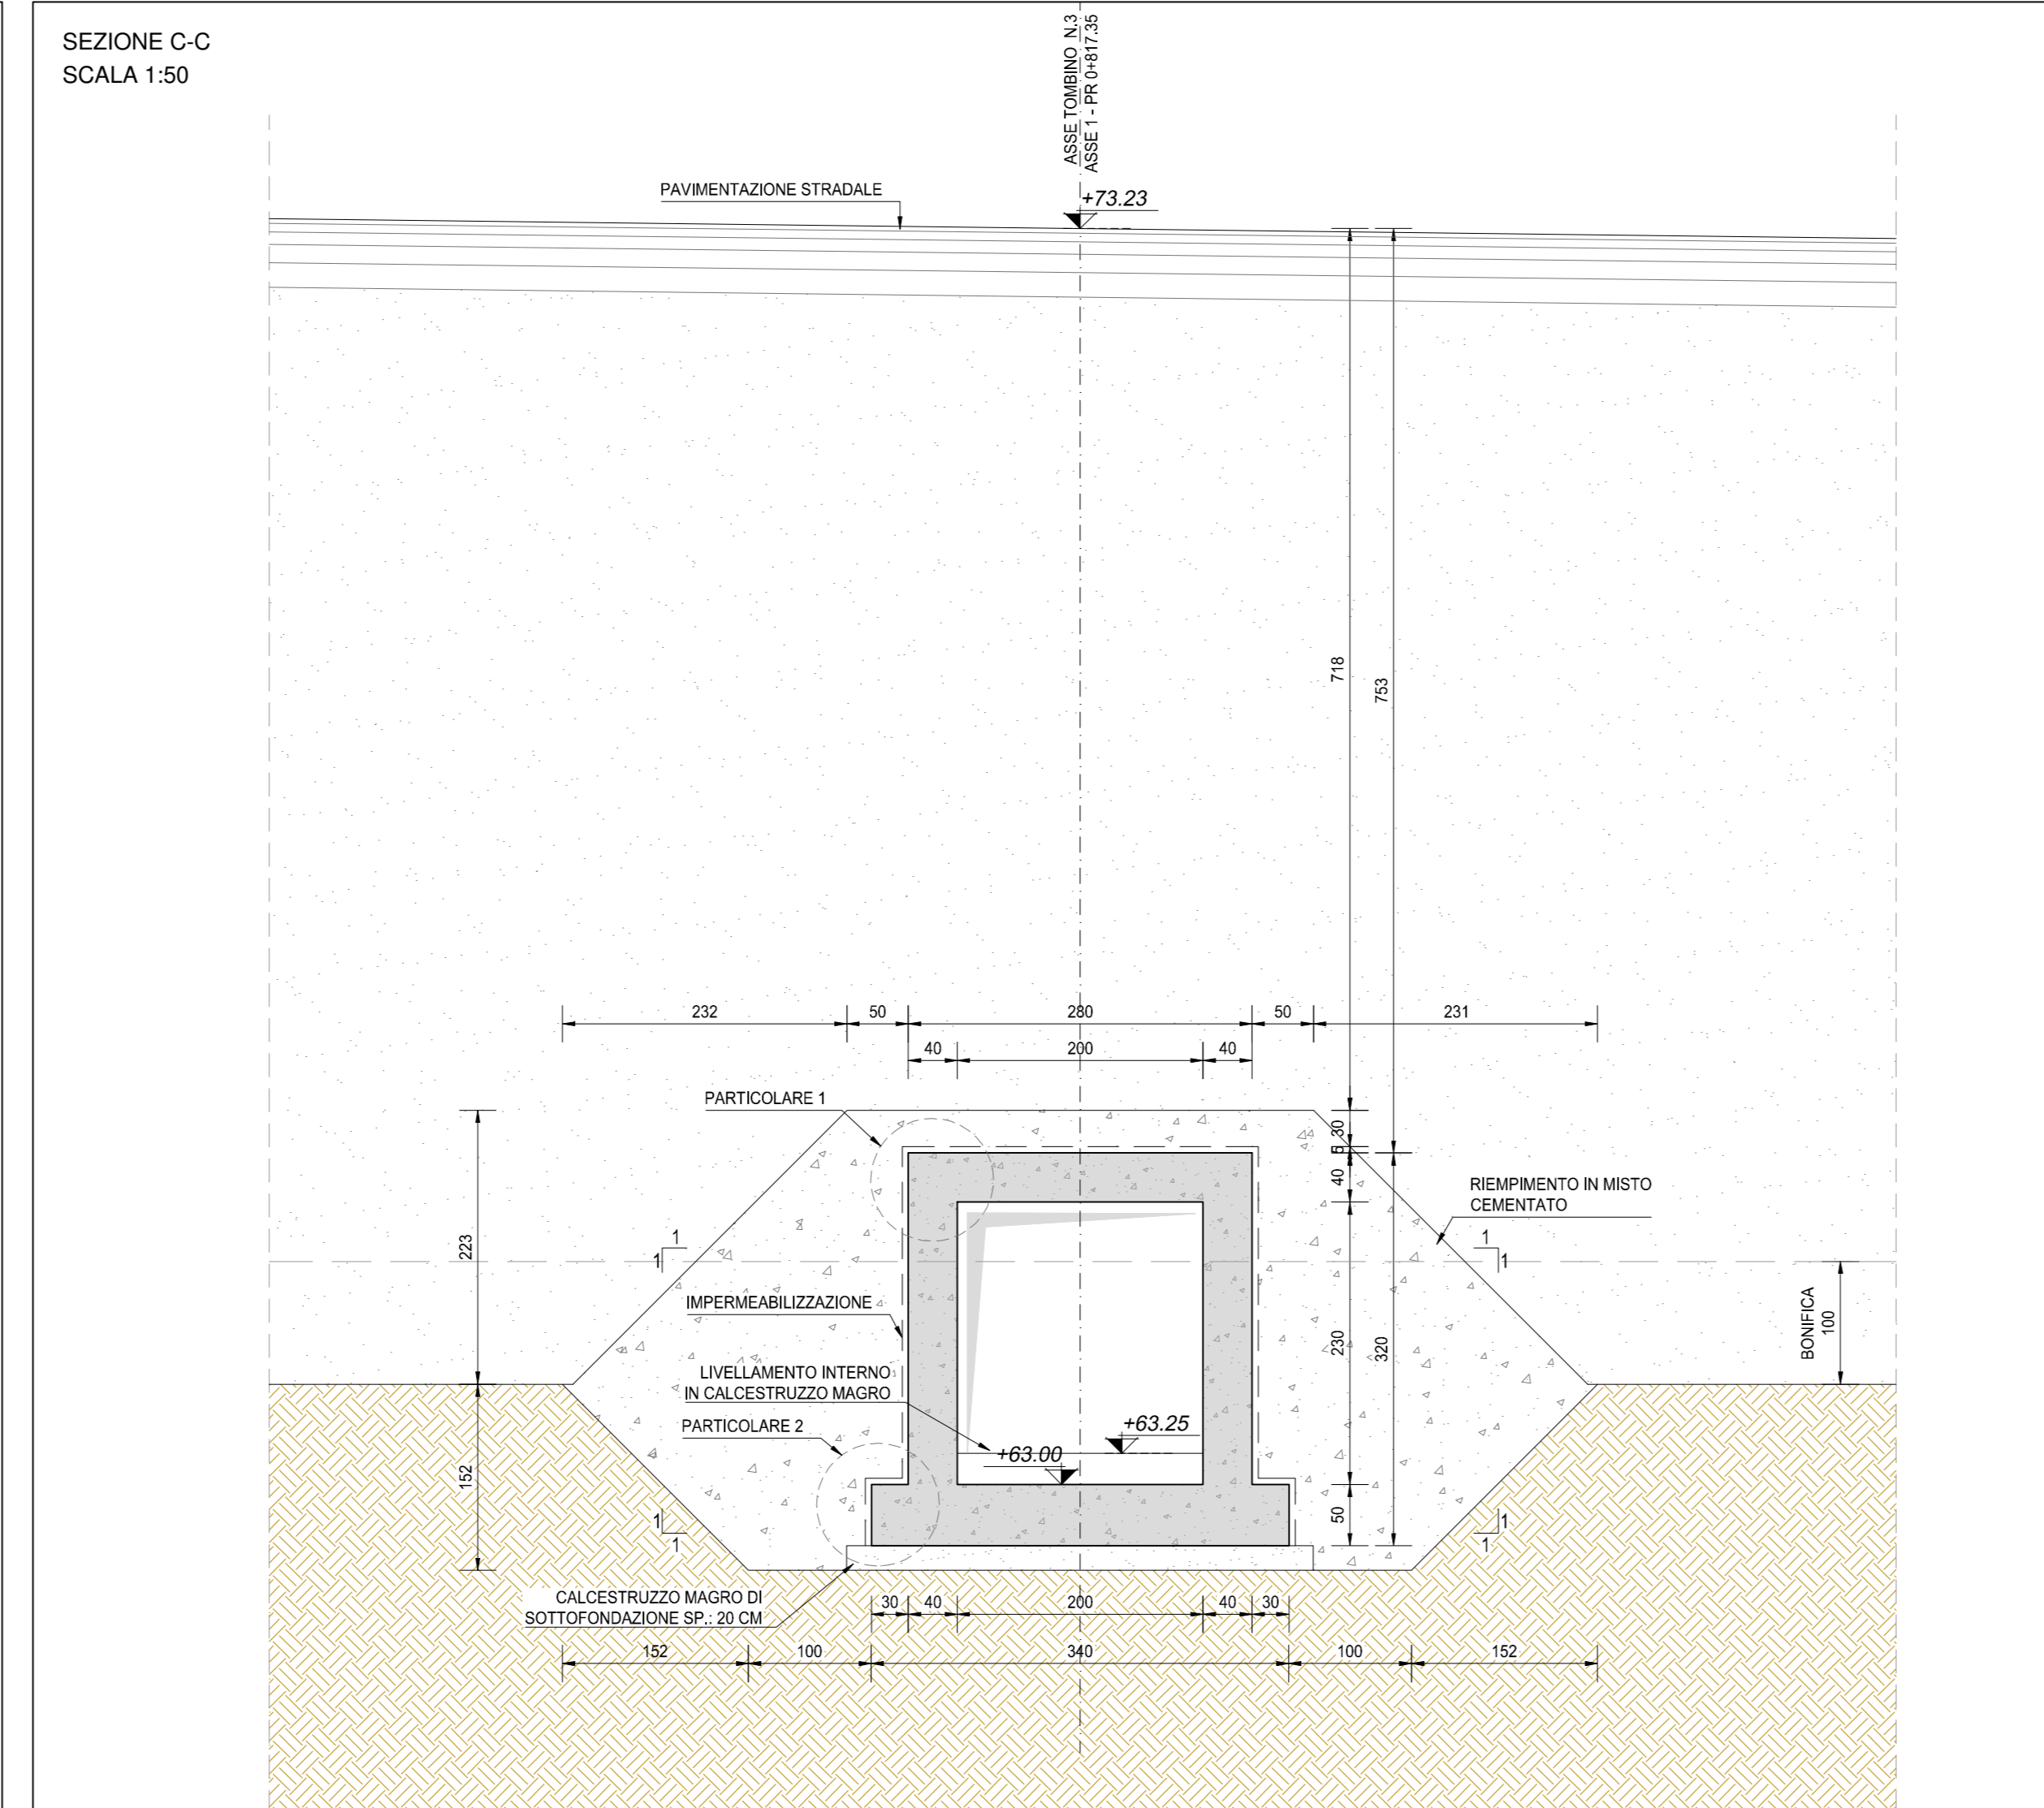 SEZIONE C-C
SCALA 1:50
ASSE TOMBINO N.3
ASSE 1 - PR 0+817.35
PAVIMENTAZIONE STRADALE
+73.23
718
753
232
50
280
50
231
40
200
40
PARTICOLARE 1
30
5
40
RIEMPIMENTO IN MISTO
CEMENTATO
223
1
1
1
1
IMPERMEABILIZZAZIONE
BONIFICA
100
230
320
LIVELLAMENTO INTERNO
IN CALCESTRUZZO MAGRO
PARTICOLARE 2
+63.25
+63.00
152
50
1
1
1
1
CALCESTRUZZO MAGRO DI
SOTTOFONDAZIONE SP.: 20 CM
30
40
200
40
30
152
100
340
100
152